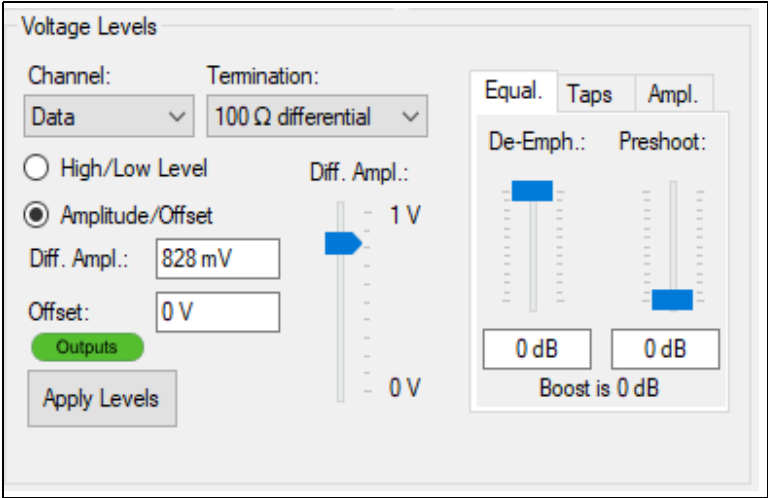 Voltage Levels
Channel:
Termination:
Data
100 Ω differential
High/Low Level
Amplitude/Offset
Diff. Ampl.:
828 mV
Offset:
0 V
Outputs
Apply Levels
Diff. Ampl.:
1 V
0 V
Equal.
Taps
Ampl.
De-Emph.:
Preshoot:
0 dB
0 dB
Boost is 0 dB